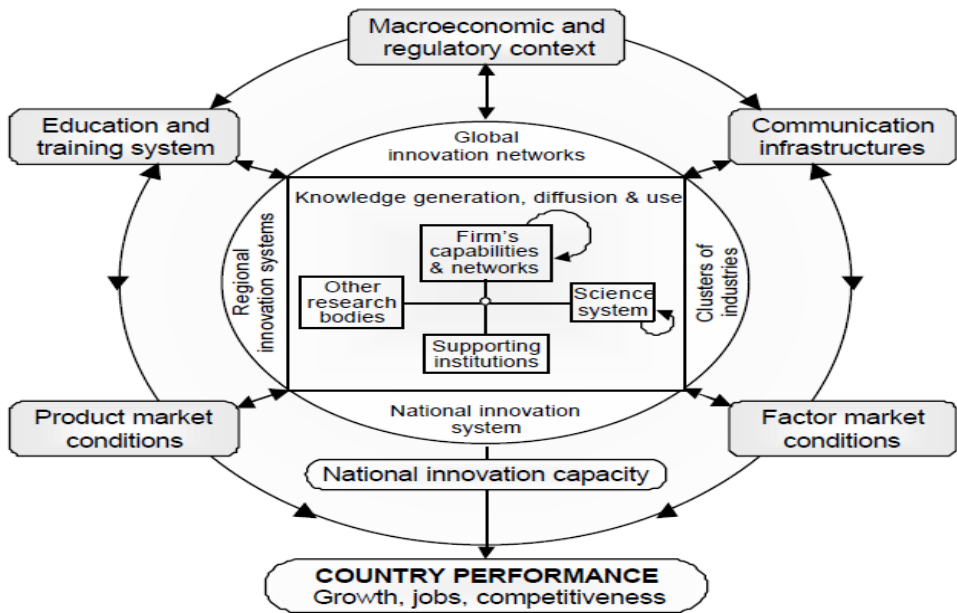 Macroeconomic and
regulatory context
Education and
training system
Communication
infrastructures
Global
innovation networks
Knowledge generation, diffusion & use
Regional
innovation systems
Firm's
capabilities
& networks
Clusters of
industries
Other
research
bodies
Science
system
Supporting
institutions
Product market
conditions
National innovation
system
Factor market
conditions
National innovation capacity
COUNTRY PERFORMANCE
Growth, jobs, competitiveness